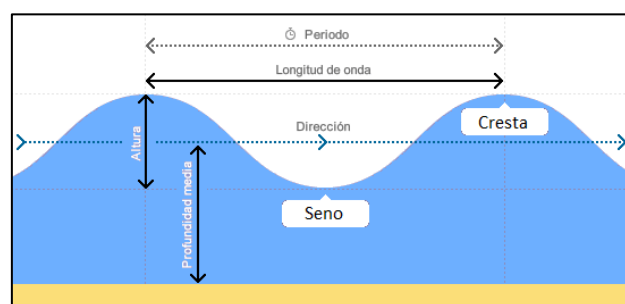 Periodo
Longitud de onda
Dirección
Cresta
Altura
Profundidad media
Seno